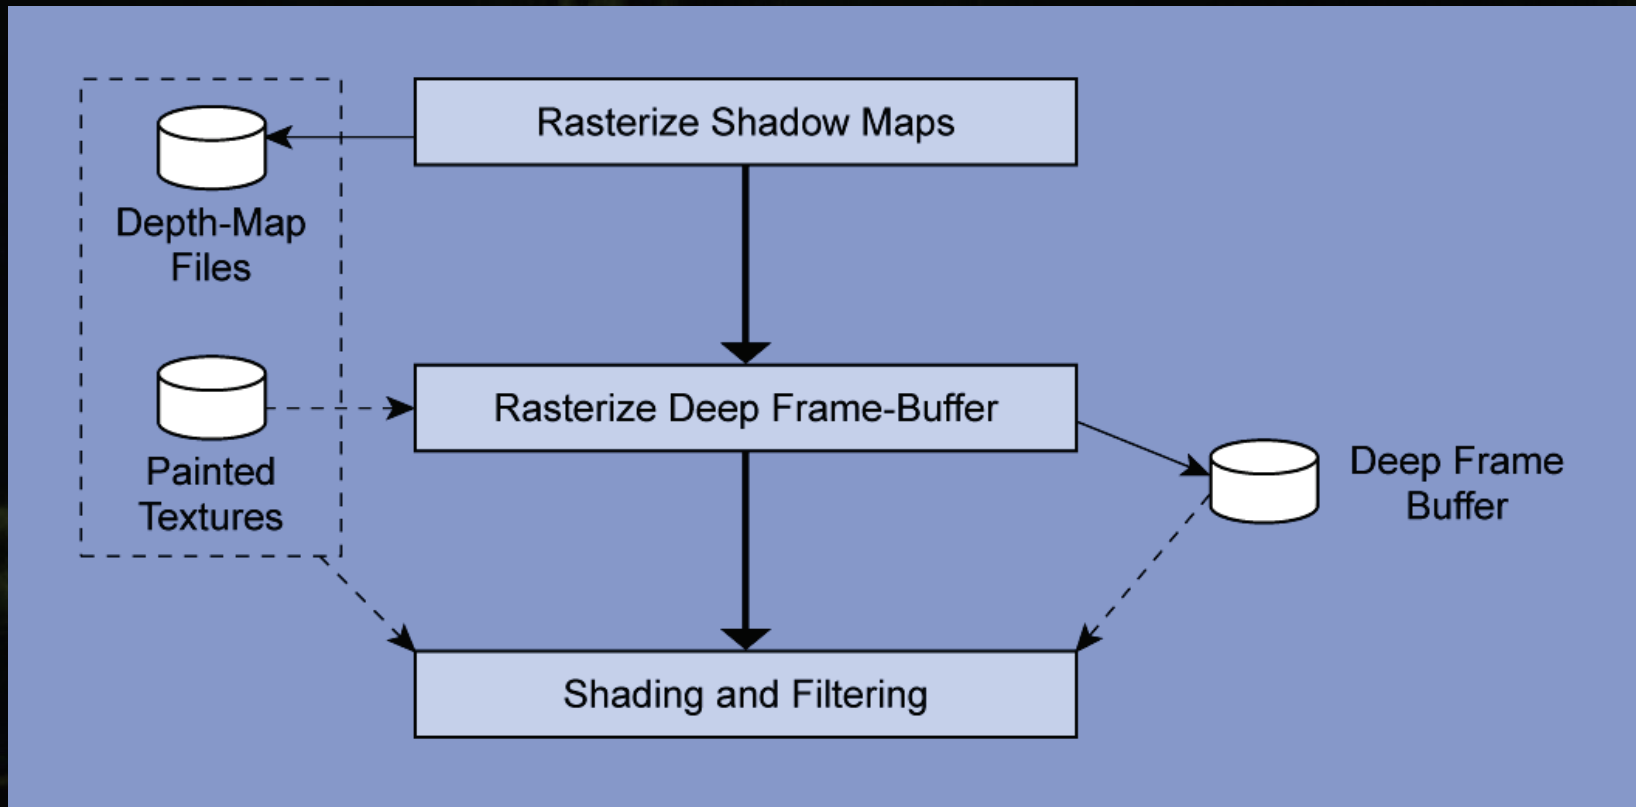 Rasterize Shadow Maps
Depth-Map
Files
Rasterize Deep Frame-Buffer
Painted
Textures
Deep Frame
Buffer
Shading and Filtering